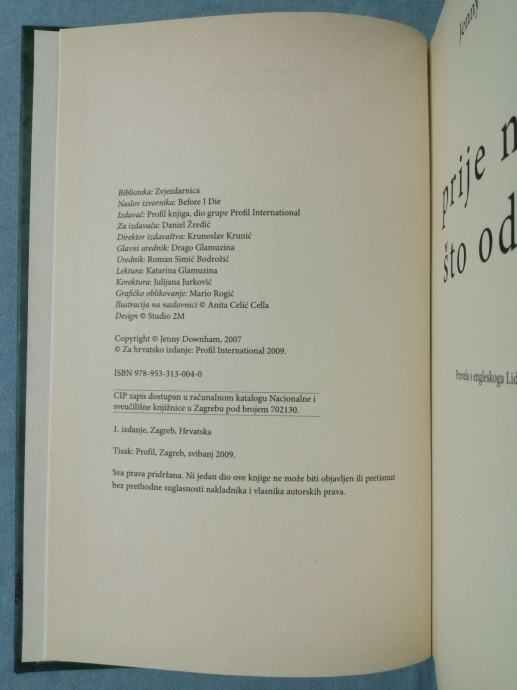 Biblioteka: Zvjezdarnica
Naslov izvornika: Before I Die
Izdavač: Profil knjiga, dio grupe Profil International
Za izdavača: Daniel Žredić
Direktor izdavaštva: Krunoslav Krunić
Glavni urednik: Drago Glamuzina
Urednik: Roman Simić Bodrožić
Lektura: Katarina Glamuzina
Korektura: Julijana Jurković
Grafičko oblikovanje: Mario Rogić
Ilustracija na naslovnici © Anita Celić Cella
Design © Studio 2M
Copyright © Jenny Downham, 2007
© Za hrvatsko izdanje: Profil International 2009.
ISBN 978-953-313-004-0
CIP zapis dostupan u računalnom katalogu Nacionalne i
sveučilišne knjižnice u Zagrebu pod brojem 702130.
1. izdanje, Zagreb, Hrvatska
Tisak: Profil, Zagreb, svibanj 2009.
Sva prava pridržana. Ni jedan dio ove knjige ne može biti objavljen ili pretisnut
bez prethodne suglasnosti nakladnika i vlasnika autorskih prava.
Jenny
prije n
što od
Prevela s engleskoga Lid